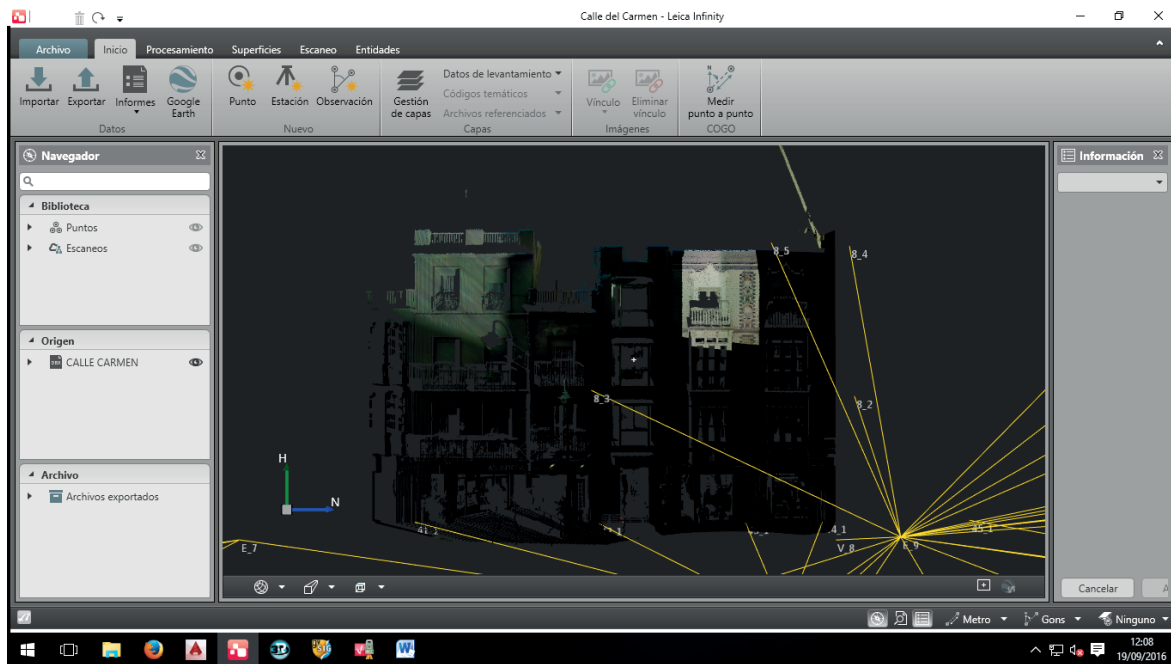 Calle del Carmen - Leica Infinity
Archivo Inicio Procesamiento Superficies Escaneo Entidades
Importar Exportar Informes Google Earth
Datos
Punto Estación Observación
Nuevo
Gestión de capas
Datos de levantamiento
Códigos temáticos
Archivos referenciados
Capas
Vínculo Eliminar vínculo
Imágenes
Medir punto a punto
COGO
Navegador
Biblioteca
Puntos
Escaneos
Origen
CALLE CARMEN
Archivo
Archivos exportados
8_5
8_4
8_3
8_2
H
N
41_1
E_7
V_8
E_9
45_1
Información
Cancelar
Metro Gons Ninguno
12:08
19/09/2016